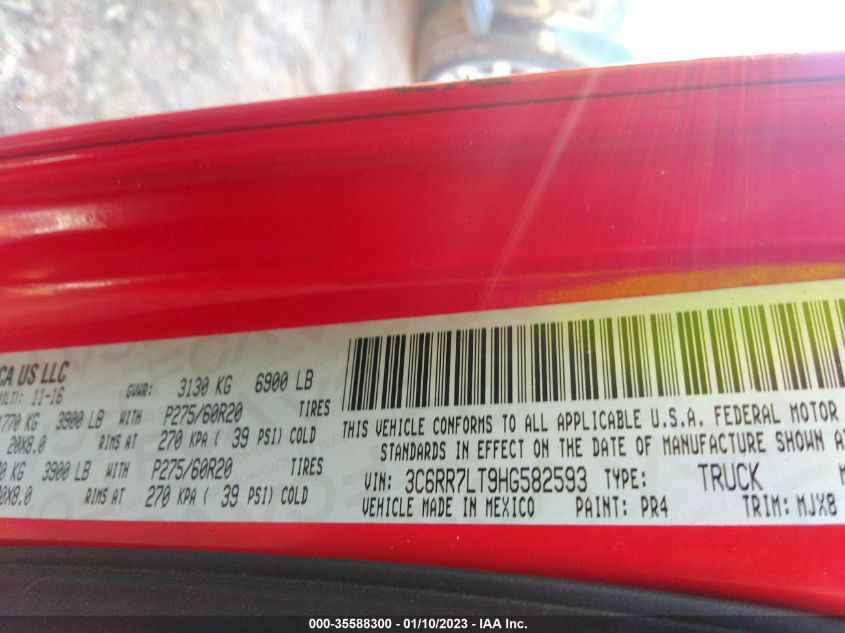 CA US LLC
11-16 GVWR: 3130 KG 6900 LB
1770 KG 3900 LB WITH P275/60R20 TIRES
20X8.0 RIMS AT 270 KPA ( 39 PSI) COLD
0 KG 3900 LB WITH P275/60R20 TIRES
0X8.0 RIMS AT 270 KPA ( 39 PSI) COLD
THIS VEHICLE CONFORMS TO ALL APPLICABLE U.S.A. FEDERAL MOTOR
STANDARDS IN EFFECT ON THE DATE OF MANUFACTURE SHOWN
VIN: 3C6RR7LT9HG582593 TYPE: TRUCK
VEHICLE MADE IN MEXICO PAINT: PR4 TRIM: MJX8
000-35588300 / 01/10/2023 - IAA Inc.